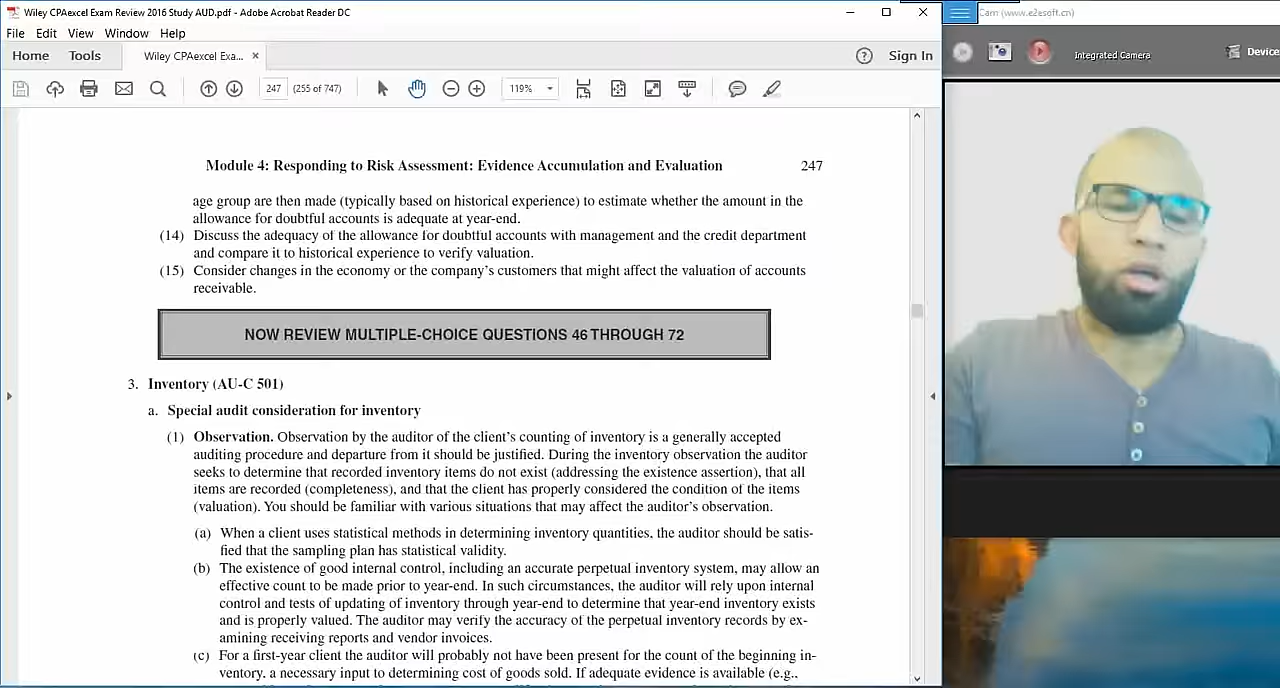 Wiley CPAexcel Exam Review 2016 Study AUD.pdf - Adobe Acrobat Reader DC
File Edit View Window Help
Home Tools Wiley CPAexcel Exa... × Sign In
247 (255 of 747) 119%
Cam (www.e2esoft.cn)
Integrated Camera Device
Module 4: Responding to Risk Assessment: Evidence Accumulation and Evaluation 247
age group are then made (typically based on historical experience) to estimate whether the amount in the
allowance for doubtful accounts is adequate at year-end.
(14) Discuss the adequacy of the allowance for doubtful accounts with management and the credit department
and compare it to historical experience to verify valuation.
(15) Consider changes in the economy or the company's customers that might affect the valuation of accounts
receivable.
NOW REVIEW MULTIPLE-CHOICE QUESTIONS 46 THROUGH 72
3. Inventory (AU-C 501)
a. Special audit consideration for inventory
(1) Observation. Observation by the auditor of the client's counting of inventory is a generally accepted
auditing procedure and departure from it should be justified. During the inventory observation the auditor
seeks to determine that recorded inventory items do not exist (addressing the existence assertion), that all
items are recorded (completeness), and that the client has properly considered the condition of the items
(valuation). You should be familiar with various situations that may affect the auditor's observation.
(a) When a client uses statistical methods in determining inventory quantities, the auditor should be satis-
fied that the sampling plan has statistical validity.
(b) The existence of good internal control, including an accurate perpetual inventory system, may allow an
effective count to be made prior to year-end. In such circumstances, the auditor will rely upon internal
control and tests of updating of inventory through year-end to determine that year-end inventory exists
and is properly valued. The auditor may verify the accuracy of the perpetual inventory records by ex-
amining receiving reports and vendor invoices.
(c) For a first-year client the auditor will probably not have been present for the count of the beginning in-
ventory, a necessary input to determining cost of goods sold. If adequate evidence is available (e.g.,